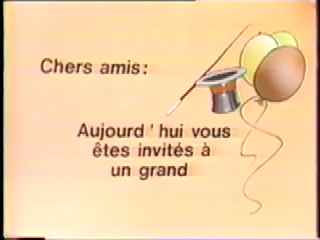 Chers amis:
Aujourd'hui vous
êtes invités à
un grand